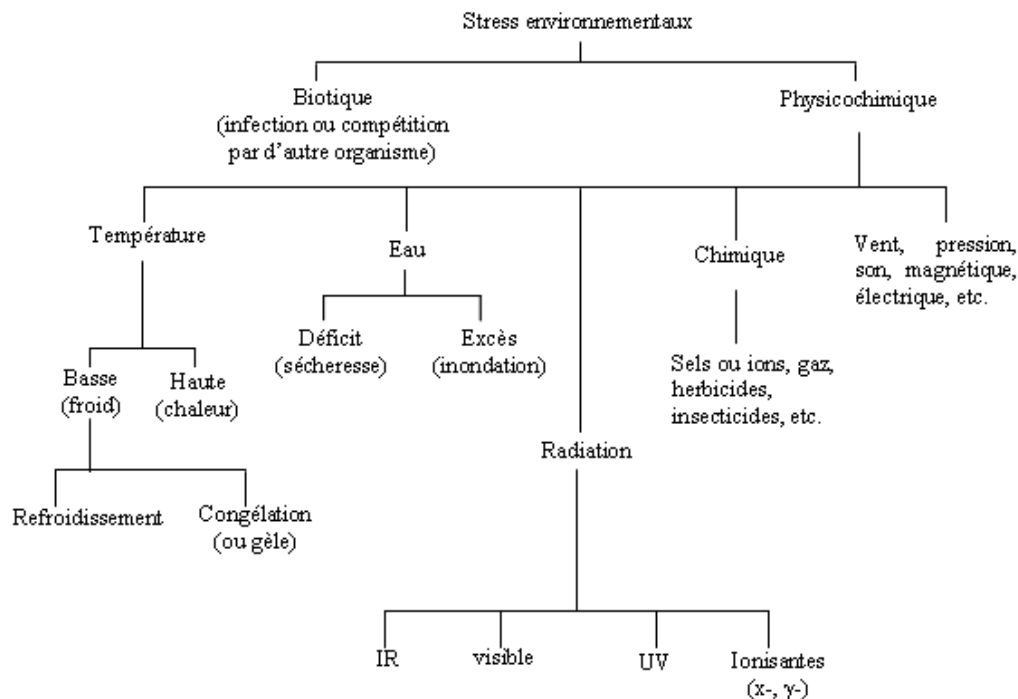 Stress environnementaux
Biotique
(infection ou compétition
par d'autre organisme)
Physicochimique
Température
Eau
Chimique
Vent, pression,
son, magnétique,
électrique, etc.
Déficit
(sécheresse)
Excès
(inondation)
Basse
(froid)
Haute
(chaleur)
Sels ou ions, gaz,
herbicides,
insecticides, etc.
Radiation
Refroidissement
Congélation
(ou gèle)
IR
visible
UV
Ionisantes
(x-, γ-)